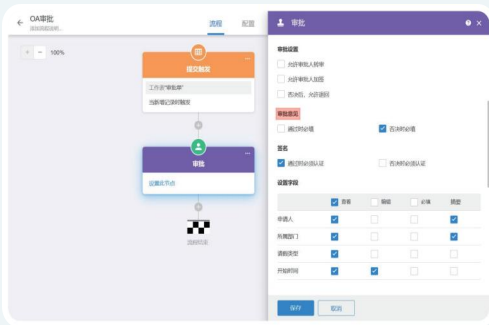 OA审批
流程 配置
100%
提交触发
工作表"审批单"
当新增记录时触发
审批
设置此节点
流程结束
审批
审批设置
允许审批人转审
允许审批人加签
否决后，允许退回
审批意见
通过时必填 否决时必填
签名
通过时必须认证 否决时必须认证
设置字段
查看 编辑 必填 摘要
申请人
所属部门
请假类型
开始时间
保存 取消